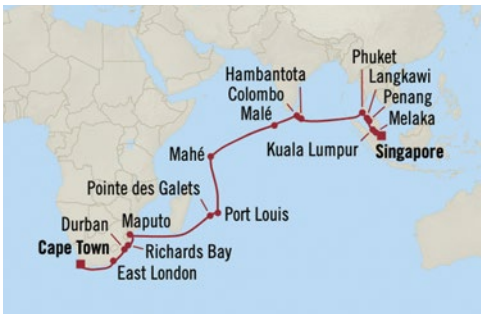 Phuket
Hambantota
Langkawi
Colombo
Penang
Malé
Melaka
Mahé
Kuala Lumpur
Singapore
Pointe des Galets
Port Louis
Durban
Maputo
Cape Town
Richards Bay
East London